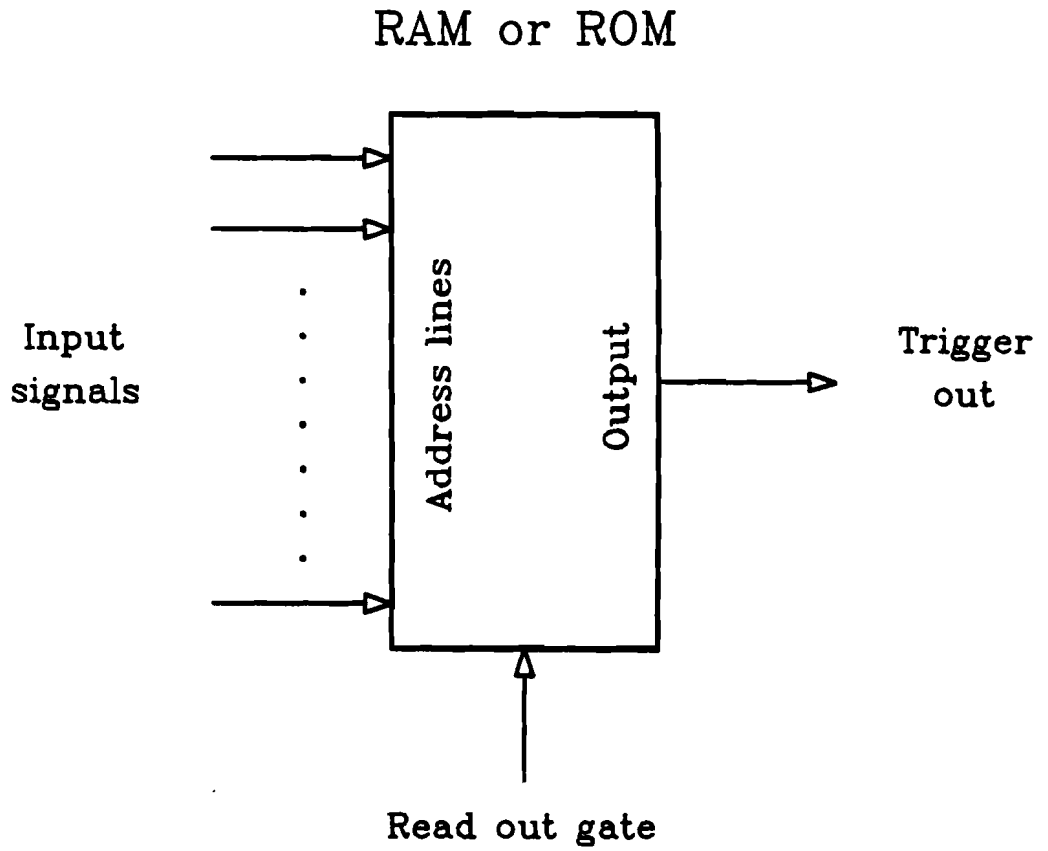 RAM or ROM
Input
signals
Address lines
Output
Trigger
out
Read out gate